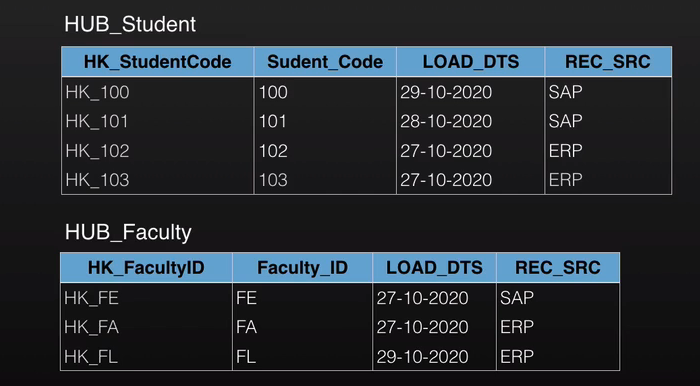 HUB_Student
HK_StudentCode Sudent_Code LOAD_DTS REC_SRC
HK_100 100 29-10-2020 SAP
HK_101 101 28-10-2020 SAP
HK_102 102 27-10-2020 ERP
HK_103 103 27-10-2020 ERP
HUB_Faculty
HK_FacultyID Faculty_ID LOAD_DTS REC_SRC
HK_FE FE 27-10-2020 SAP
HK_FA FA 27-10-2020 ERP
HK_FL FL 29-10-2020 ERP